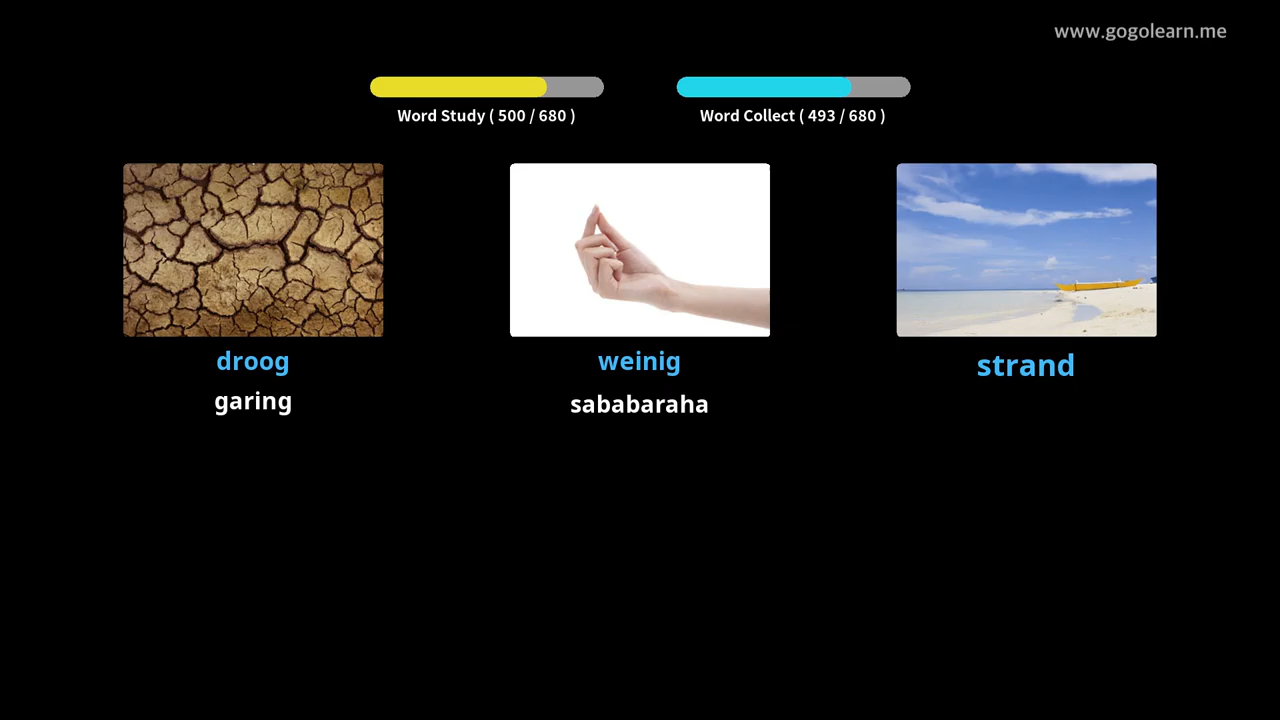 www.gogolearn.me
Word Study ( 500 / 680 )
Word Collect ( 493 / 680 )
droog
garing
weinig
sababaraha
strand